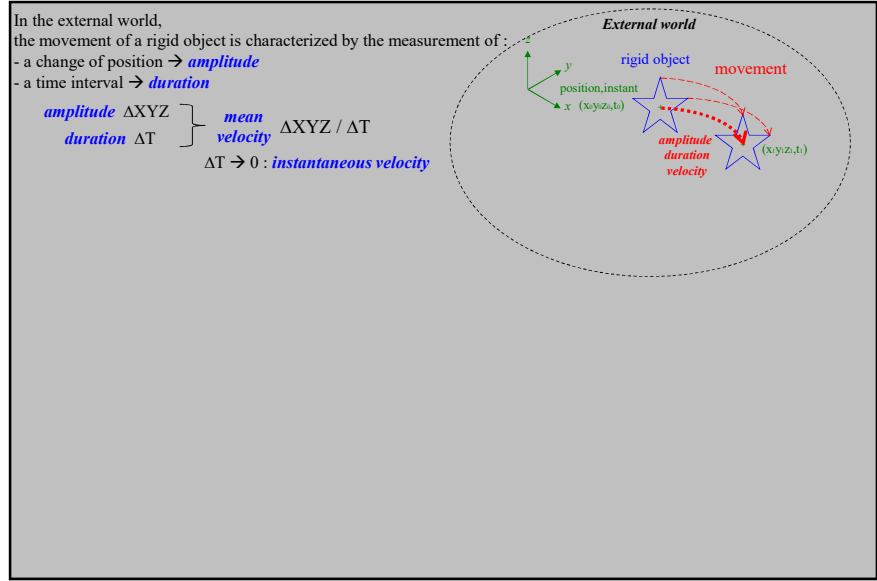 In the external world,
the movement of a rigid object is characterized by the measurement of :
- a change of position → amplitude
- a time interval → duration
amplitude ΔXYZ
duration ΔT
mean
velocity ΔXYZ / ΔT
ΔT → 0 : instantaneous velocity
External world
z
y
x
rigid object
movement
position,instant
(x₀y₀z₀,t₀)
amplitude
duration
velocity
(x₁y₁z₁,t₁)